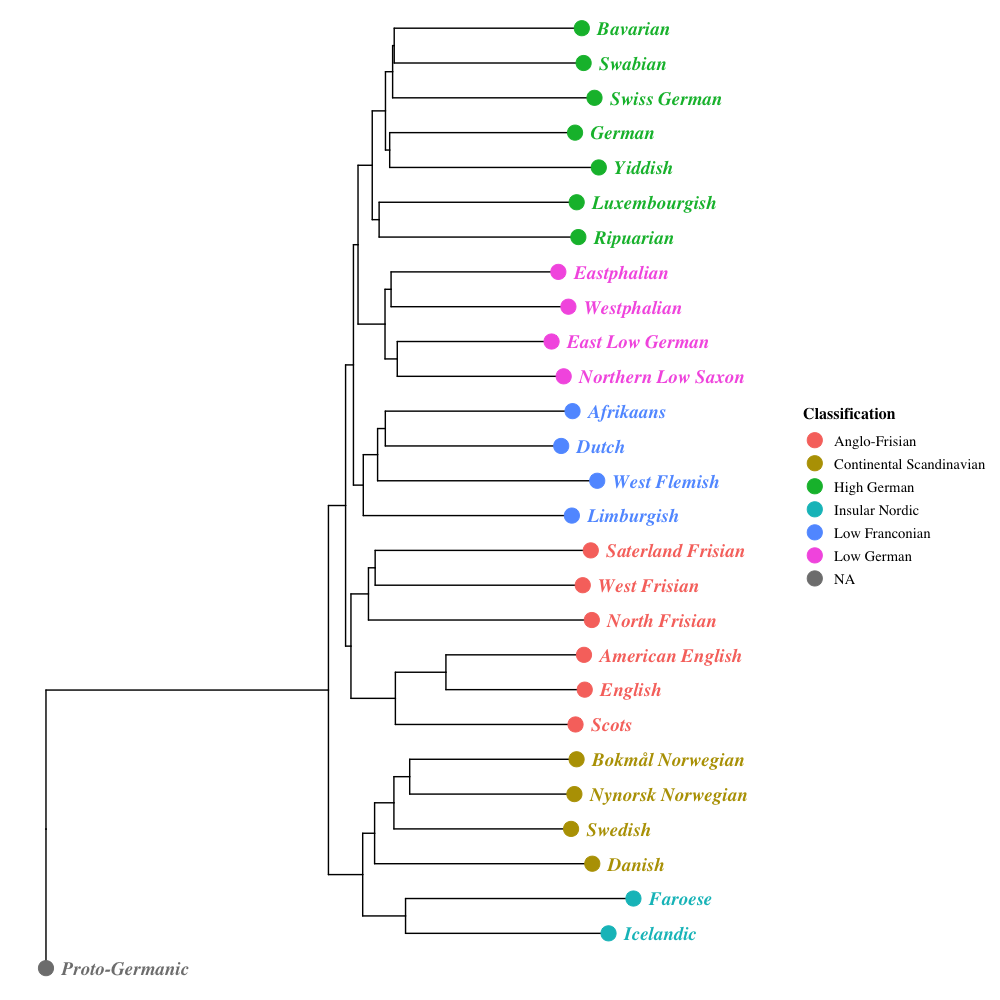 Bavarian
Swabian
Swiss German
German
Yiddish
Luxembourgish
Ripuarian
Eastphalian
Westphalian
East Low German
Northern Low Saxon
Afrikaans
Dutch
West Flemish
Limburgish
Saterland Frisian
West Frisian
North Frisian
American English
English
Scots
Bokmål Norwegian
Nynorsk Norwegian
Swedish
Danish
Faroese
Icelandic
Proto-Germanic
Classification
Anglo-Frisian
Continental Scandinavian
High German
Insular Nordic
Low Franconian
Low German
NA